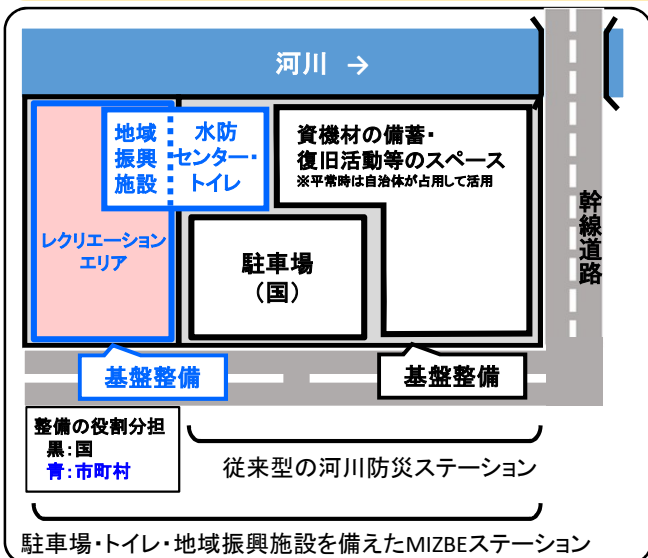 河川 →
地域
振興
施設
水防
センター・
トイレ
資機材の備蓄・
復旧活動等のスペース
※平常時は自治体が占用して活用
幹線道路
レクリエーション
エリア
駐車場
（国）
基盤整備
基盤整備
整備の役割分担
黒：国
青：市町村
従来型の河川防災ステーション
駐車場・トイレ・地域振興施設を備えたMIZBEステーション